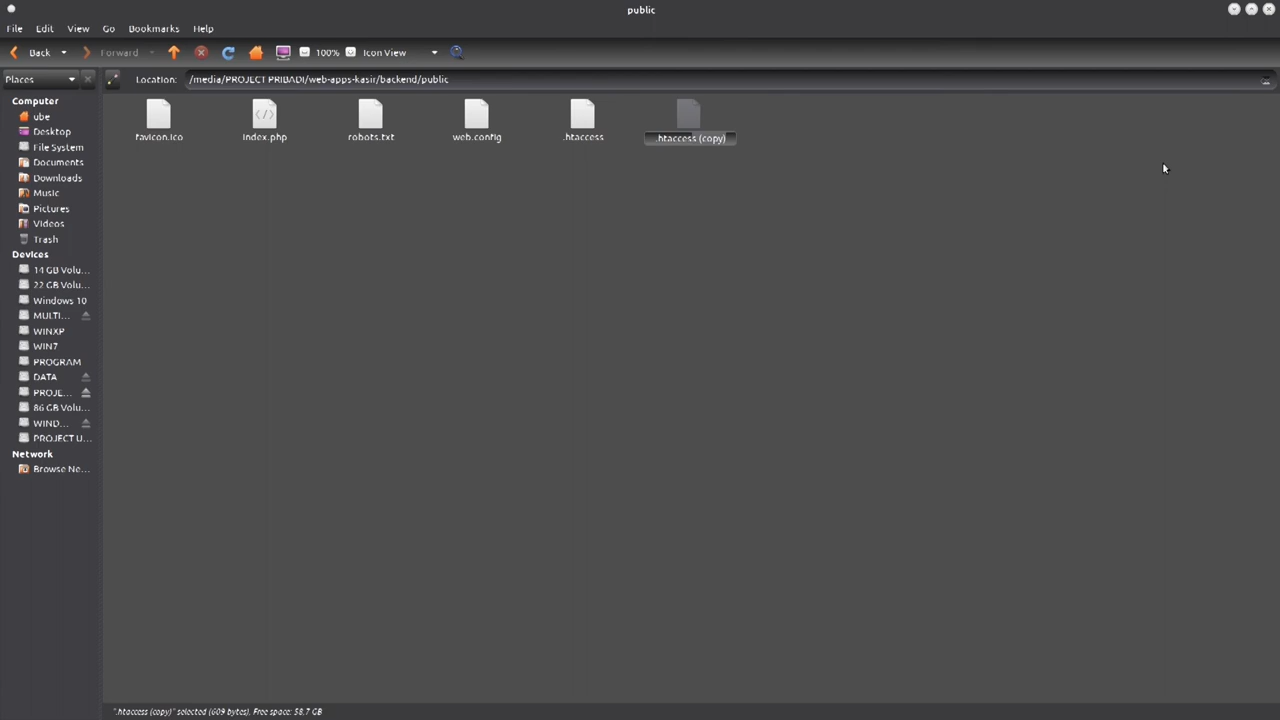 public
File Edit View Go Bookmarks Help
Back Forward 100% Icon View
Places Location: /media/PROJECT PRIBADI/web-apps-kasir/backend/public
favicon.ico index.php robots.txt web.config .htaccess .htaccess (copy)
Computer
ube
Desktop
File System
Documents
Downloads
Music
Pictures
Videos
Trash
Devices
14 GB Volu...
22 GB Volu...
Windows 10
MULTI...
WINXP
WIN7
PROGRAM
DATA
PROJE...
86 GB Volu...
WIND...
PROJECT U...
Network
Browse Ne...
".htaccess (copy)" selected (609 bytes), Free space: 58,7 GB